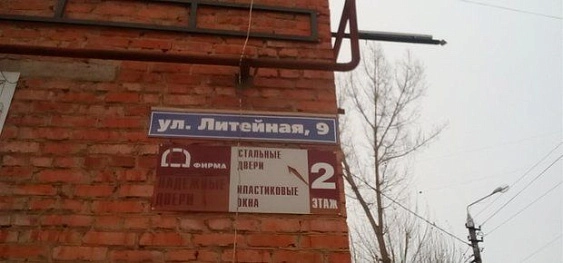 ул. Литейная, 9
ФИРМА
НАДЕЖНЫЕ
ДВЕРИ
СТАЛЬНЫЕ
ДВЕРИ
ПЛАСТИКОВЫЕ
ОКНА
2
ЭТАЖ